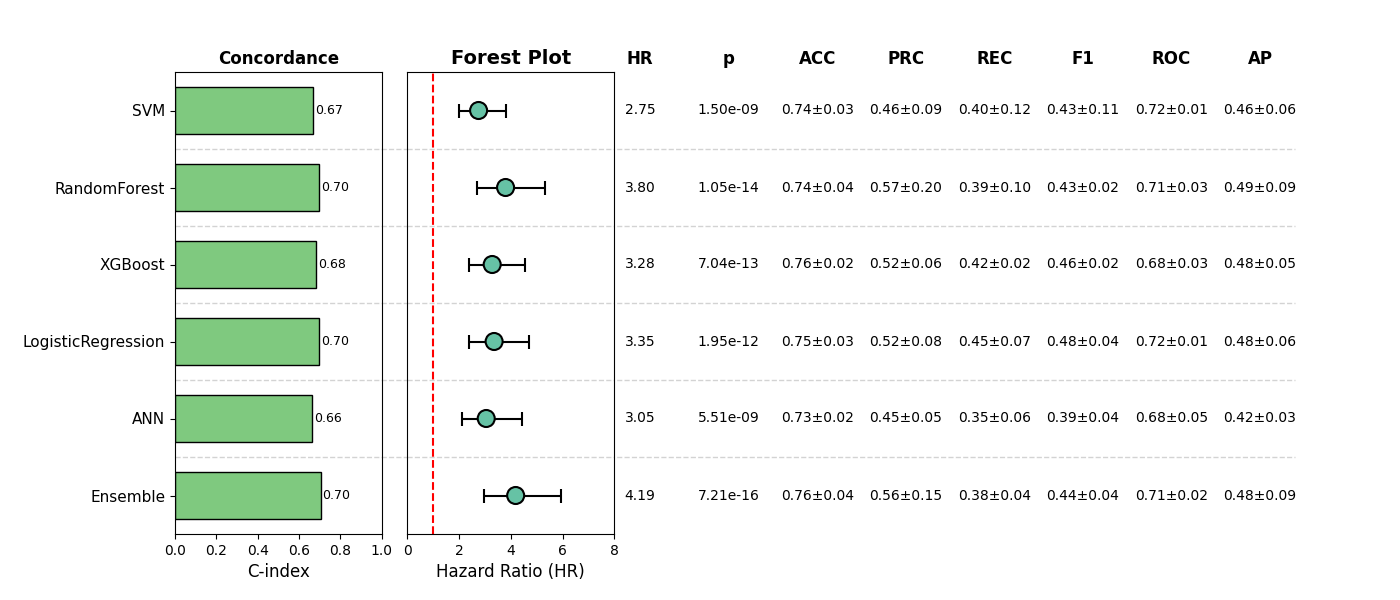 Concordance Forest Plot HR p ACC PRC REC F1 ROC AP
SVM 0.67 2.75 1.50e-09 0.74±0.03 0.46±0.09 0.40±0.12 0.43±0.11 0.72±0.01 0.46±0.06
RandomForest 0.70 3.80 1.05e-14 0.74±0.04 0.57±0.20 0.39±0.10 0.43±0.02 0.71±0.03 0.49±0.09
XGBoost 0.68 3.28 7.04e-13 0.76±0.02 0.52±0.06 0.42±0.02 0.46±0.02 0.68±0.03 0.48±0.05
LogisticRegression 0.70 3.35 1.95e-12 0.75±0.03 0.52±0.08 0.45±0.07 0.48±0.04 0.72±0.01 0.48±0.06
ANN 0.66 3.05 5.51e-09 0.73±0.02 0.45±0.05 0.35±0.06 0.39±0.04 0.68±0.05 0.42±0.03
Ensemble 0.70 4.19 7.21e-16 0.76±0.04 0.56±0.15 0.38±0.04 0.44±0.04 0.71±0.02 0.48±0.09
0.0 0.2 0.4 0.6 0.8 1.0 0 2 4 6 8
C-index Hazard Ratio (HR)